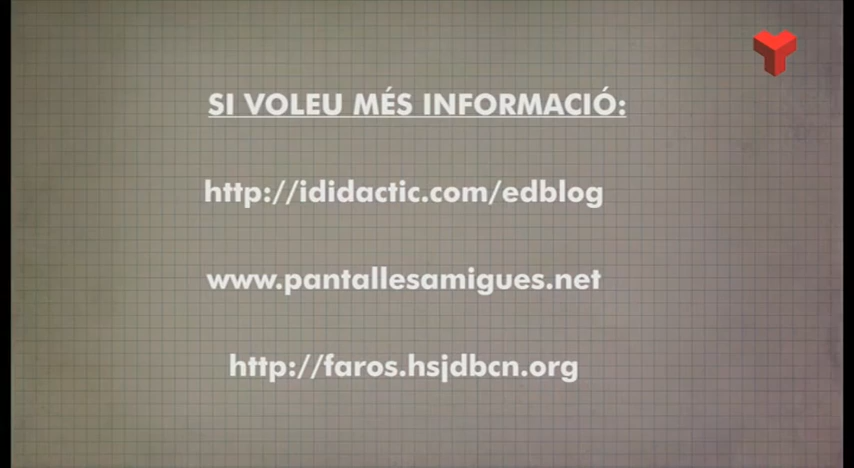 SI VOLEU MÉS INFORMACIÓ:
http://ididactic.com/edblog
www.pantallesamigues.net
http://faros.hsjdbcn.org